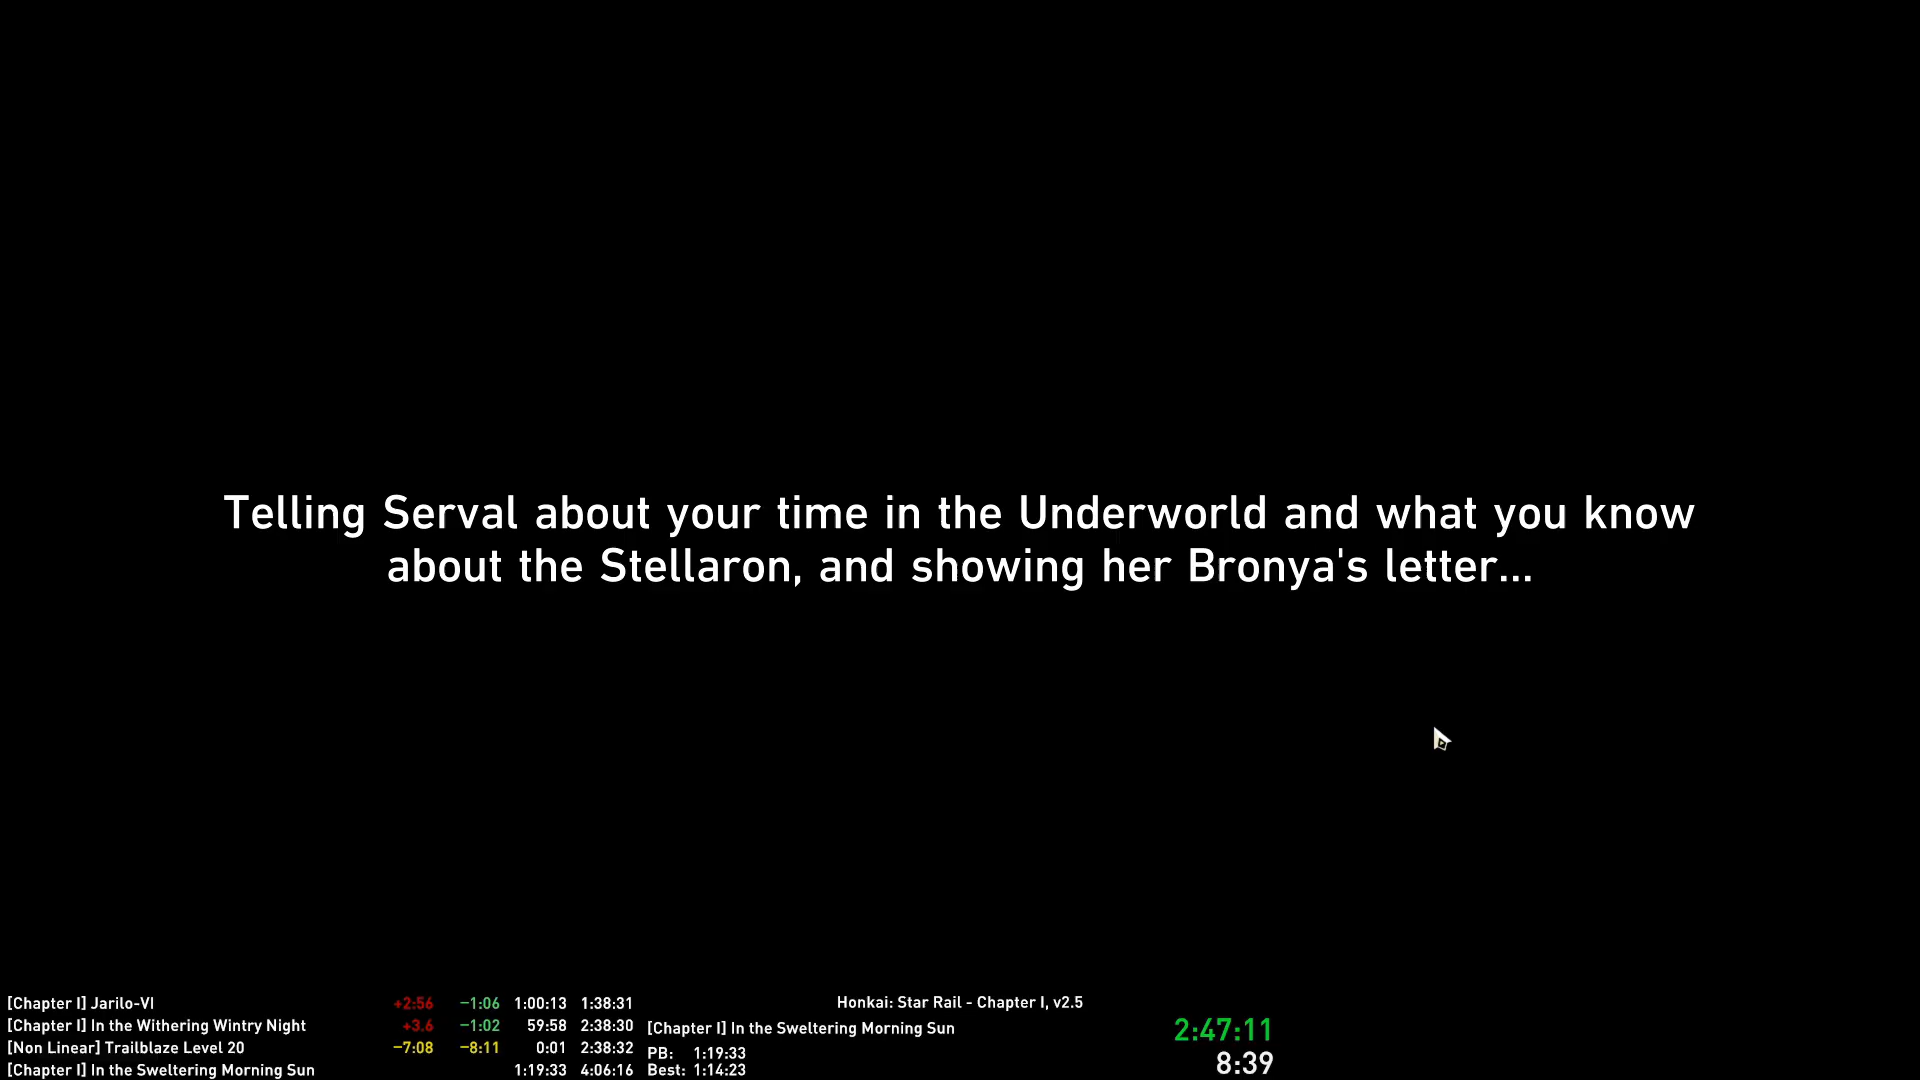 Telling Serval about your time in the Underworld and what you know
about the Stellaron, and showing her Bronya's letter...
[Chapter I] Jarilo-VI +2:56 −1:06 1:00:13 1:38:31
[Chapter I] In the Withering Wintry Night +3.6 −1:02 59:58 2:38:30
[Non Linear] Trailblaze Level 20 −7:08 −8:11 0:01 2:38:32
[Chapter I] In the Sweltering Morning Sun 1:19:33 4:06:16
Honkai: Star Rail - Chapter I, v2.5
[Chapter I] In the Sweltering Morning Sun
PB: 1:19:33
Best: 1:14:23
2:47:11
8:39